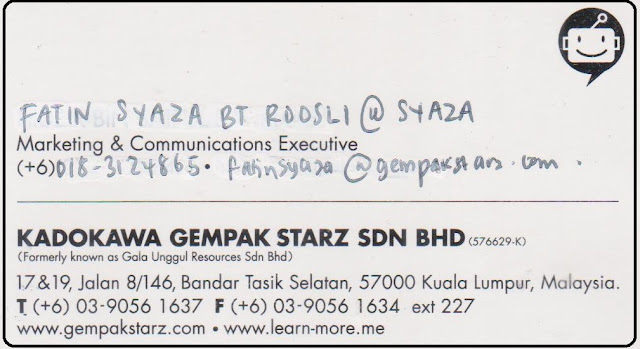 FATIN SYAZA BT ROOSLI @ SYAZA
Marketing & Communications Executive
(+6)018-3124865 • fatinsyaza@gempakstarz.com .
KADOKAWA GEMPAK STARZ SDN BHD (576629-K)
(Formerly known as Gala Unggul Resources Sdn Bhd)
17&19, Jalan 8/146, Bandar Tasik Selatan, 57000 Kuala Lumpur, Malaysia.
T (+6) 03-9056 1637 F (+6) 03-9056 1634 ext 227
www.gempakstarz.com • www.learn-more.me